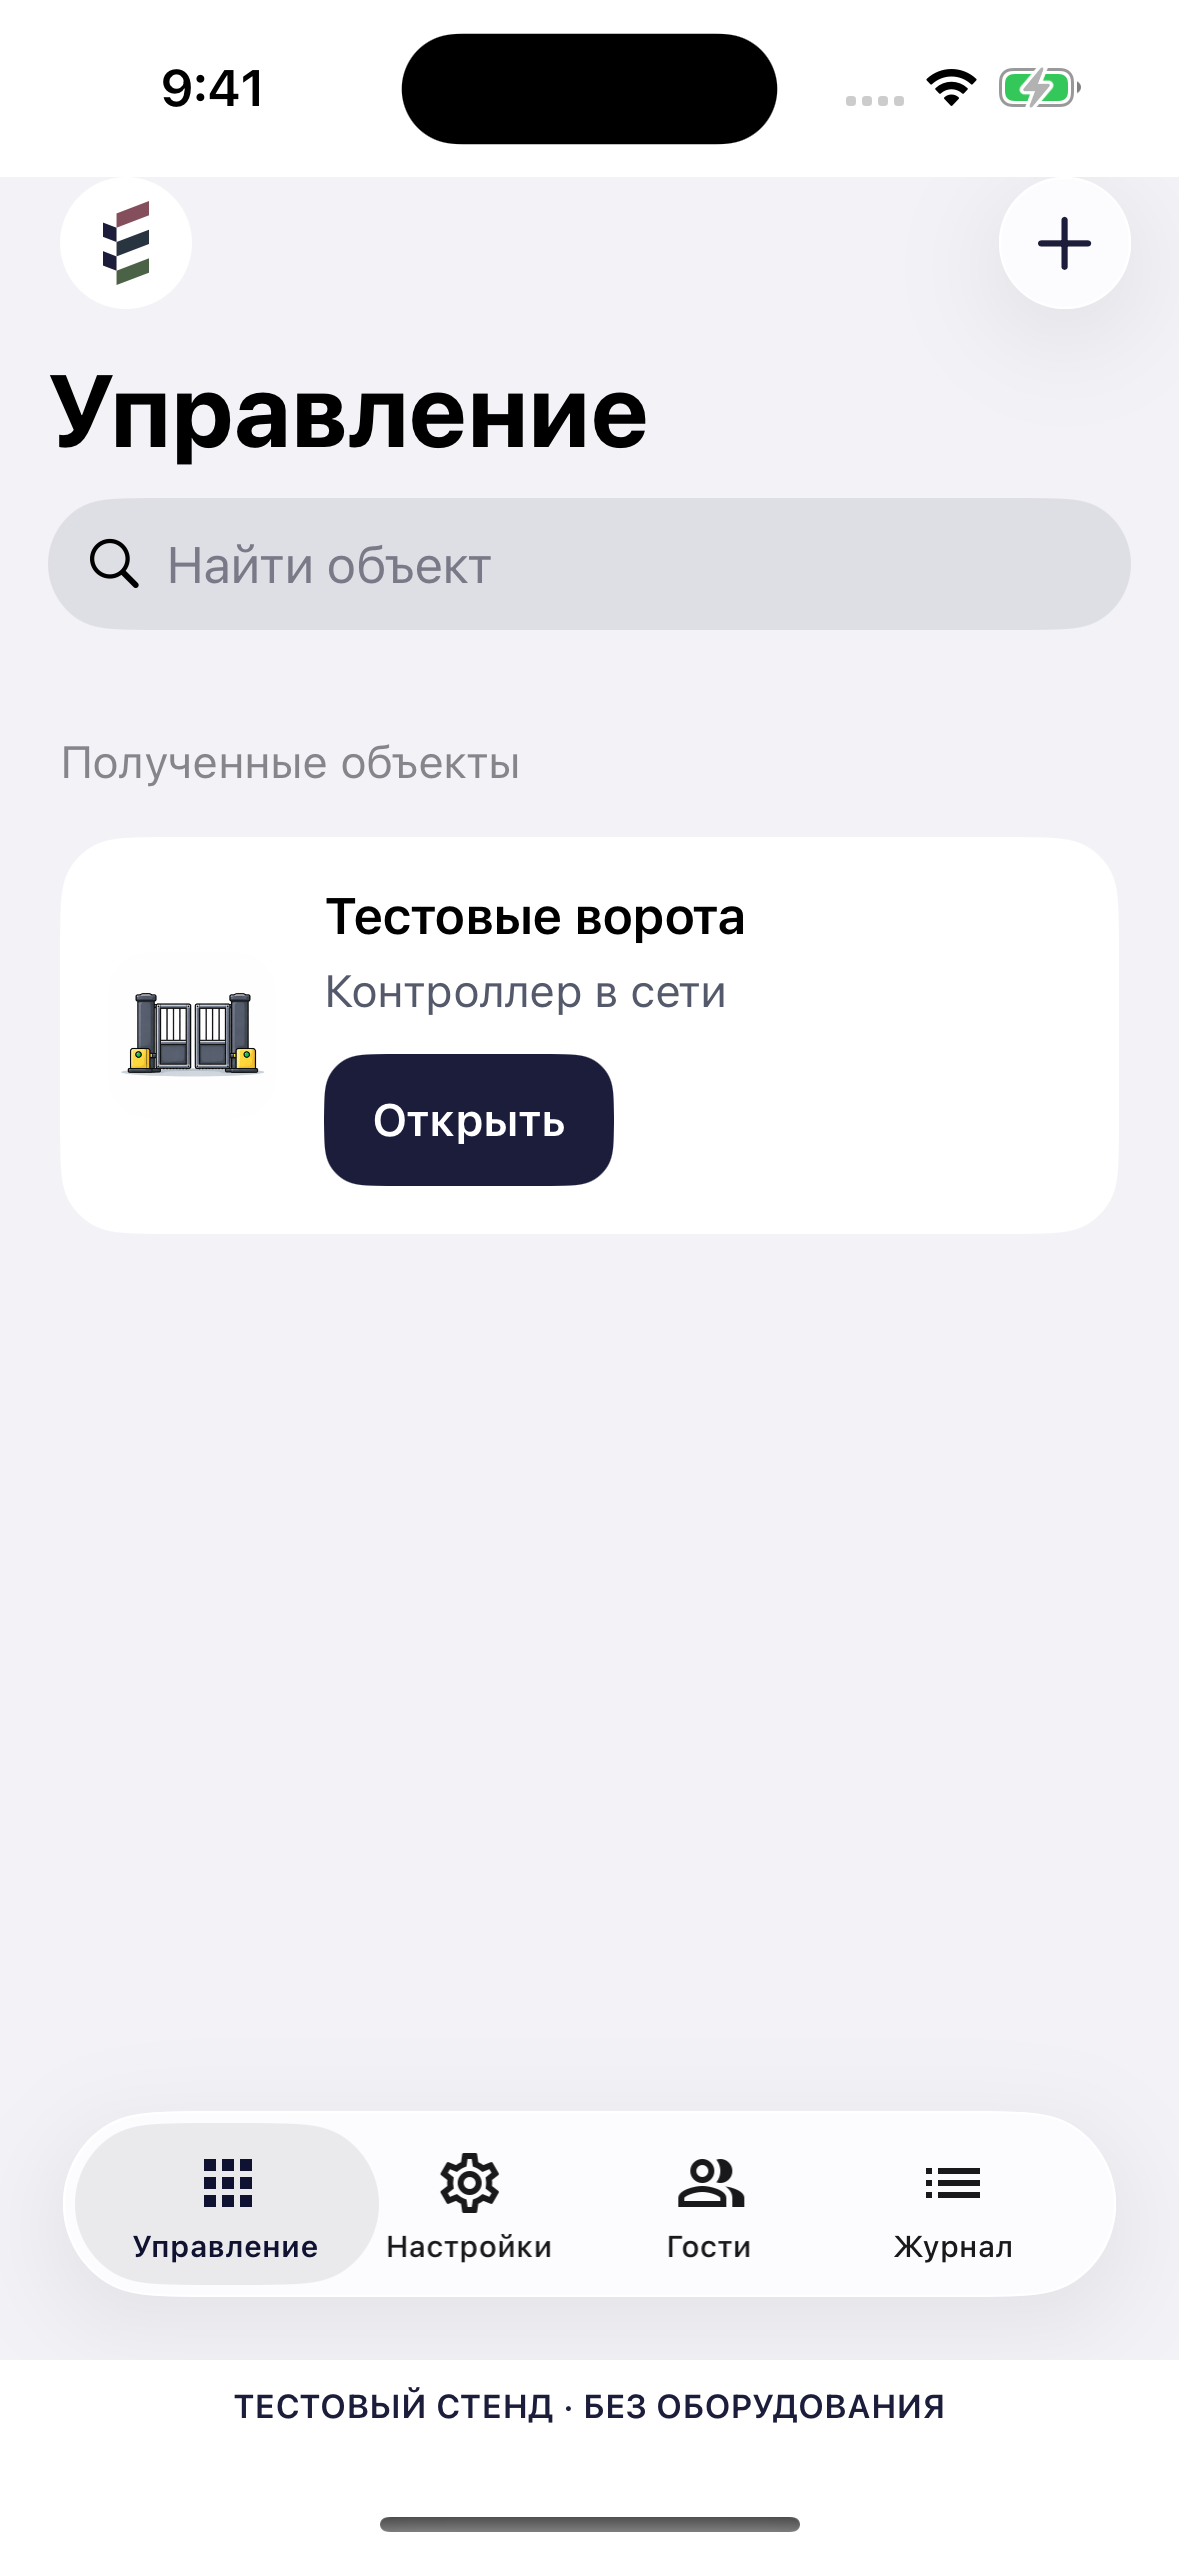 9:41
Управление
Найти объект
Полученные объекты
Тестовые ворота
Контроллер в сети
Открыть
Управление
Настройки
Гости
Журнал
ТЕСТОВЫЙ СТЕНД · БЕЗ ОБОРУДОВАНИЯ